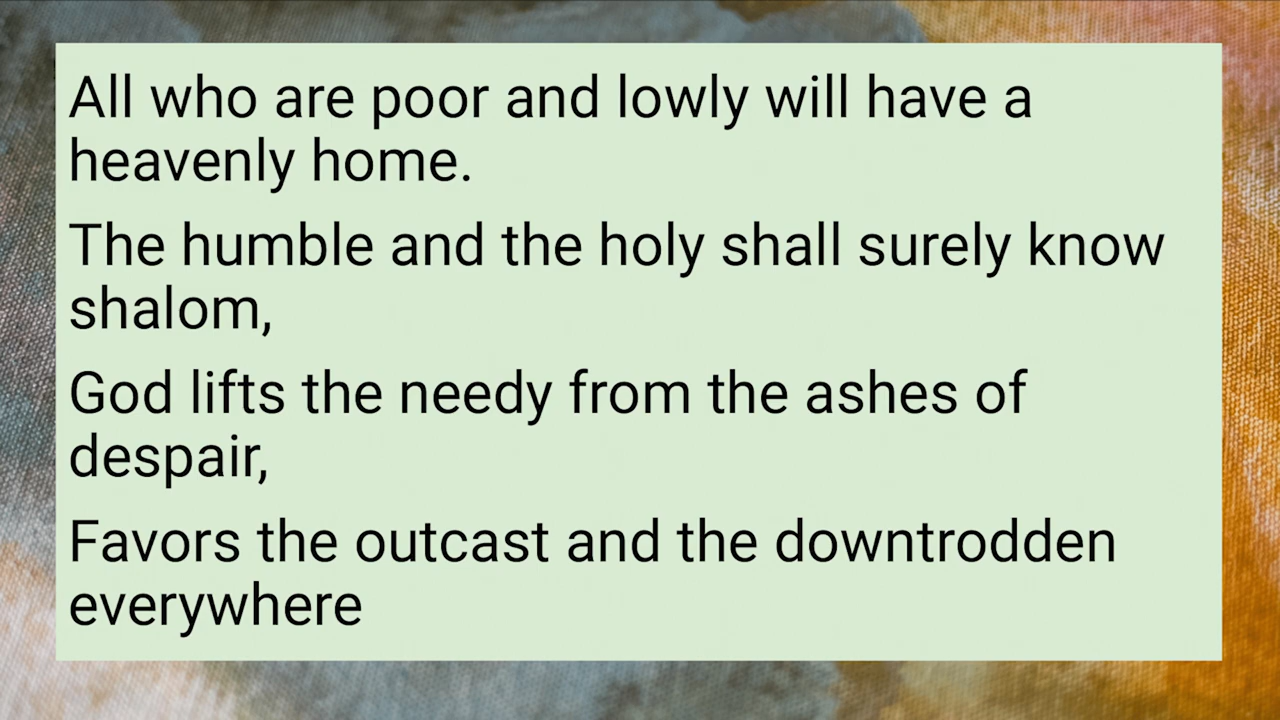 All who are poor and lowly will have a
heavenly home.
The humble and the holy shall surely know
shalom,
God lifts the needy from the ashes of
despair,
Favors the outcast and the downtrodden
everywhere